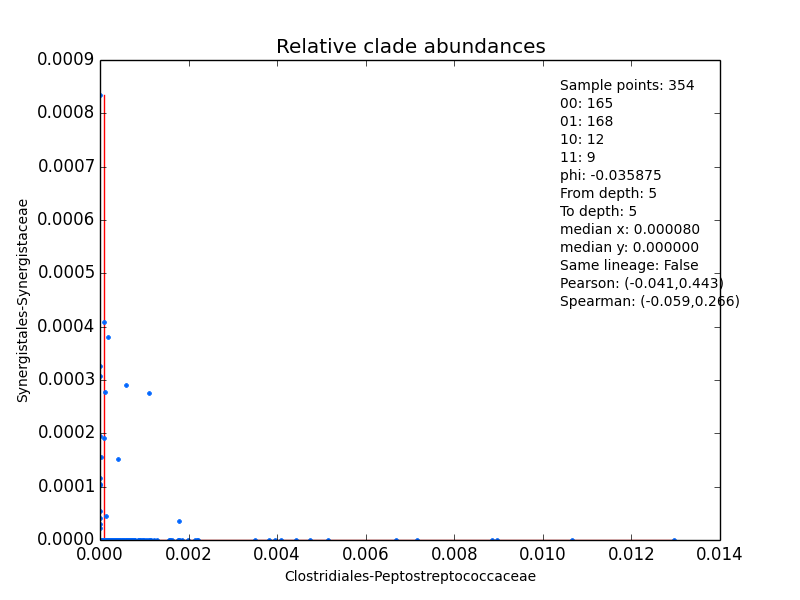 Relative clade abundances
0.0009
0.0008
0.0007
0.0006
0.0005
0.0004
0.0003
0.0002
0.0001
0.0000
Synergistales-Synergistaceae
Sample points: 354
00: 165
01: 168
10: 12
11: 9
phi: -0.035875
From depth: 5
To depth: 5
median x: 0.000080
median y: 0.000000
Same lineage: False
Pearson: (-0.041,0.443)
Spearman: (-0.059,0.266)
0.000 0.002 0.004 0.006 0.008 0.010 0.012 0.014
Clostridiales-Peptostreptococcaceae